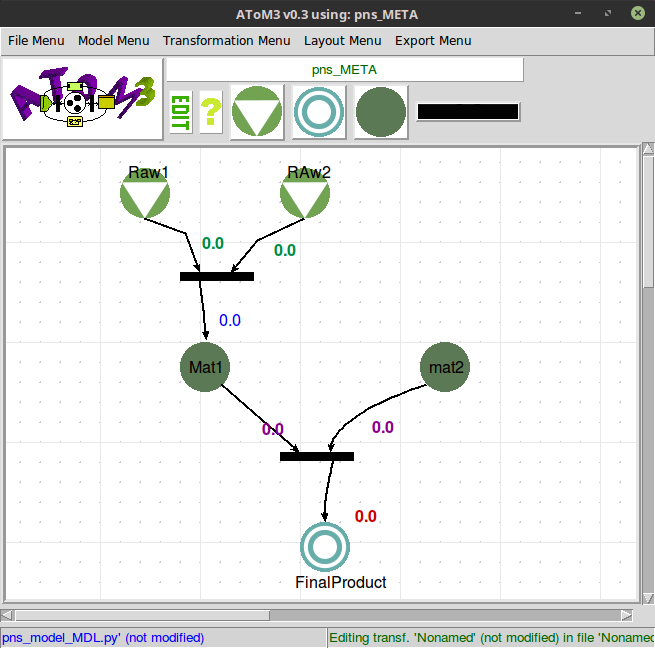 AToM3 v0.3 using: pns_META
File Menu Model Menu Transformation Menu Layout Menu Export Menu
ATOM3
pns_META
EDIT
?
Raw1 RAw2
0.0 0.0
0.0
Mat1 mat2
0.0 0.0
0.0
FinalProduct
pns_model_MDL.py' (not modified) Editing transf. 'Nonamed' (not modified) in file 'Nonamed